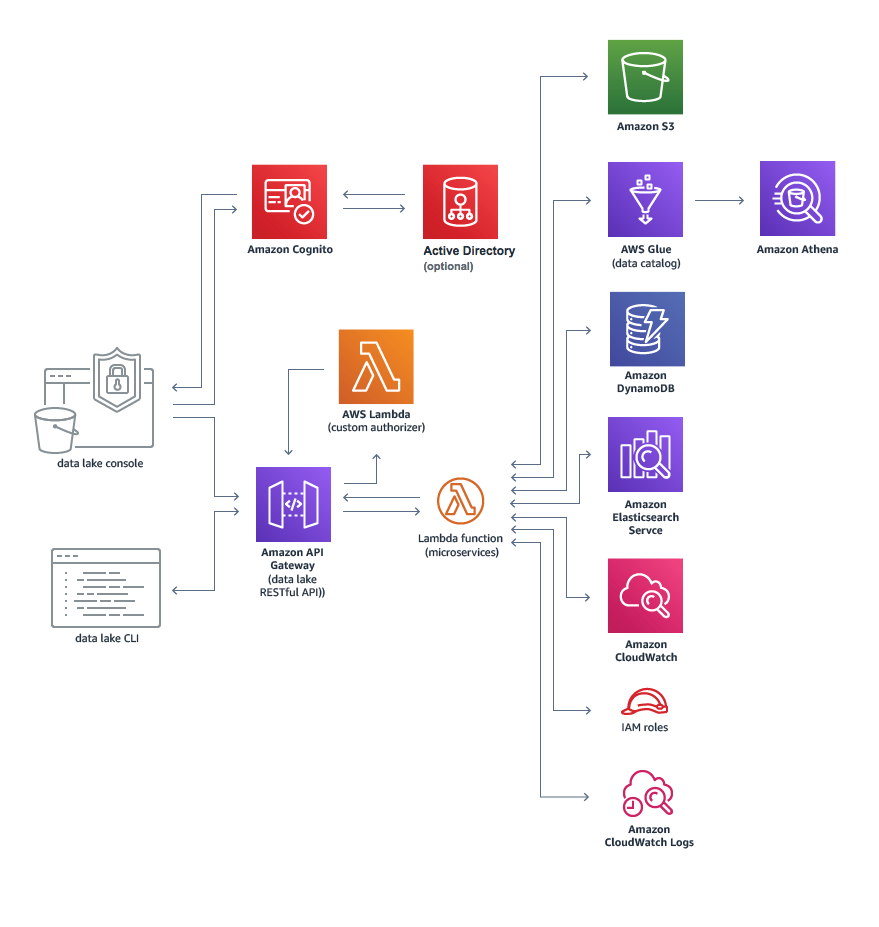 Amazon S3
Amazon Cognito
Active Directory
(optional)
AWS Glue
(data catalog)
Amazon Athena
Amazon
DynamoDB
AWS Lambda
(custom authorizer)
data lake console
</>
Amazon API
Gateway
(data lake
RESTful API))
Lambda function
(microservices)
Amazon
Elasticsearch
Servce
data lake CLI
Amazon
CloudWatch
IAM roles
Amazon
CloudWatch Logs